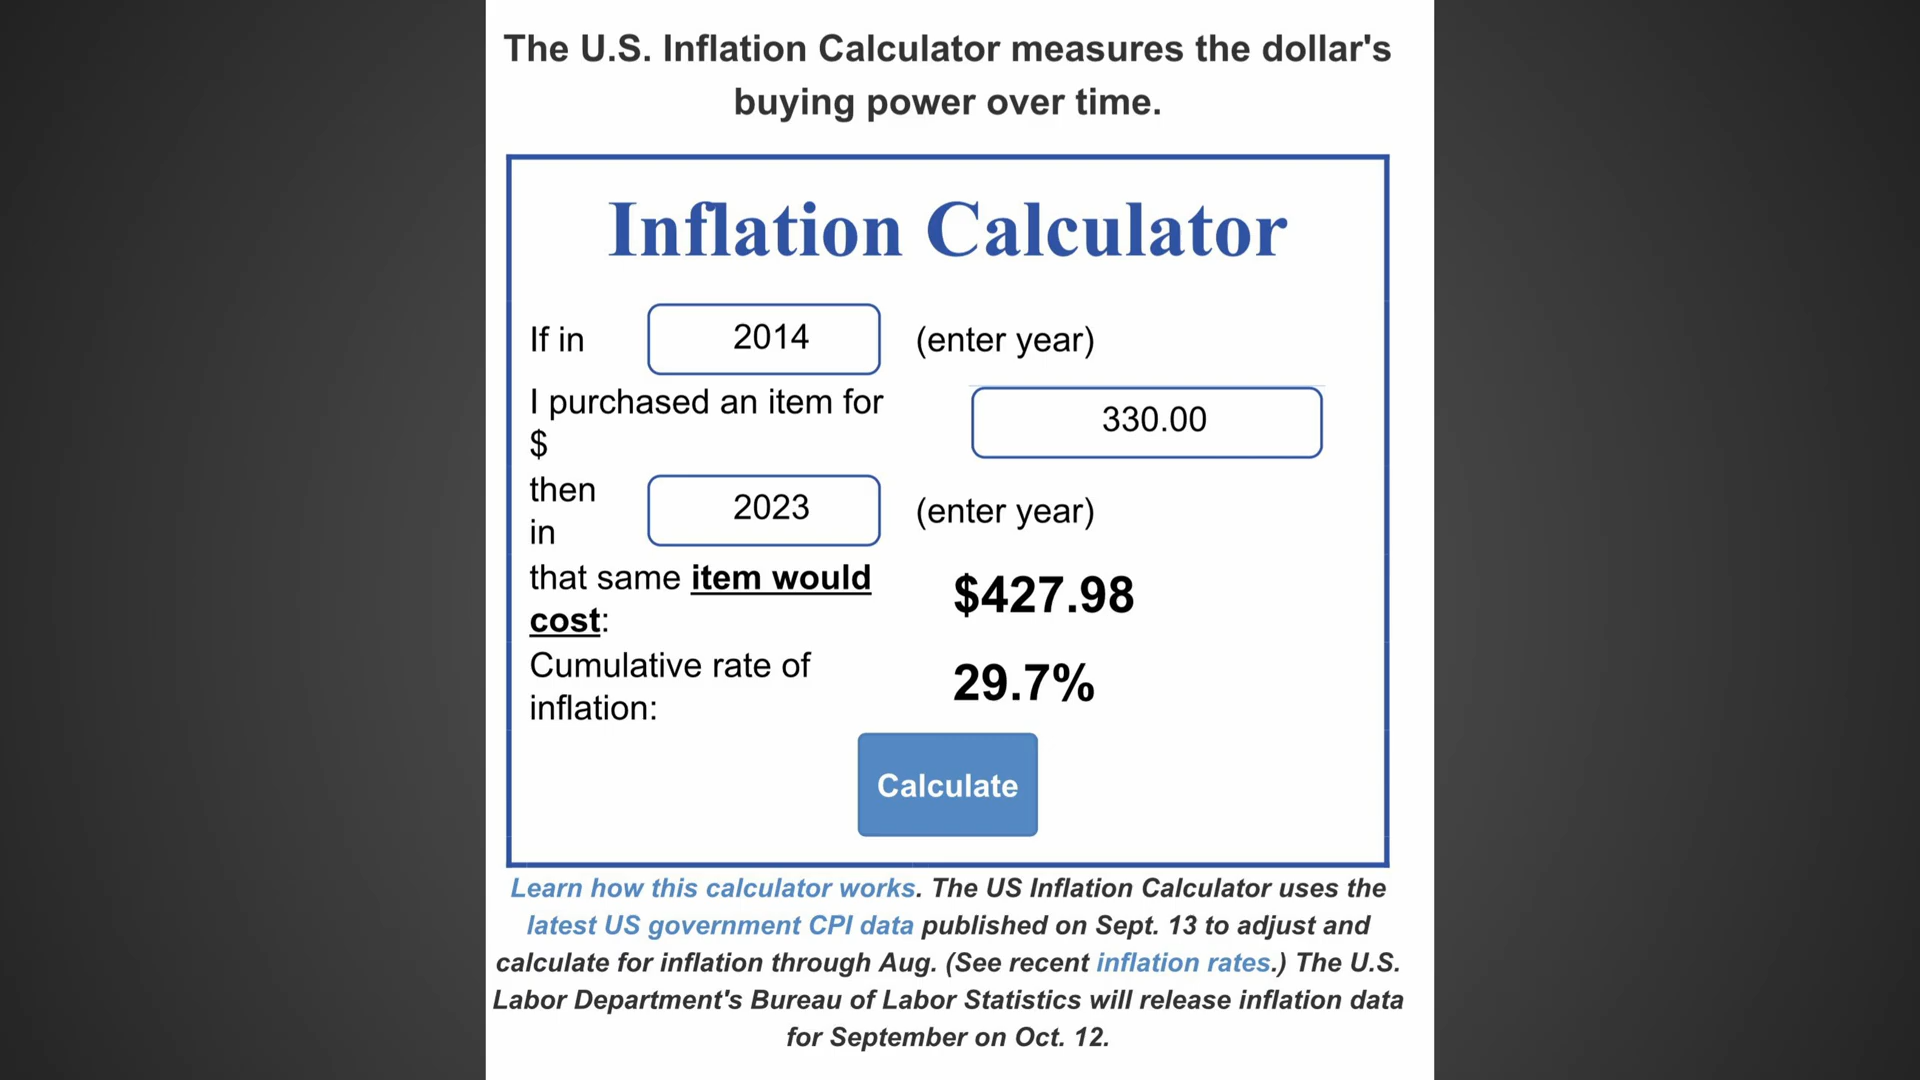 The U.S. Inflation Calculator measures the dollar's
buying power over time.
Inflation Calculator
If in 2014 (enter year)
I purchased an item for
$ 330.00
then
in 2023 (enter year)
that same item would
cost: $427.98
Cumulative rate of
inflation: 29.7%
Calculate
Learn how this calculator works. The US Inflation Calculator uses the
latest US government CPI data published on Sept. 13 to adjust and
calculate for inflation through Aug. (See recent inflation rates.) The U.S.
Labor Department's Bureau of Labor Statistics will release inflation data
for September on Oct. 12.